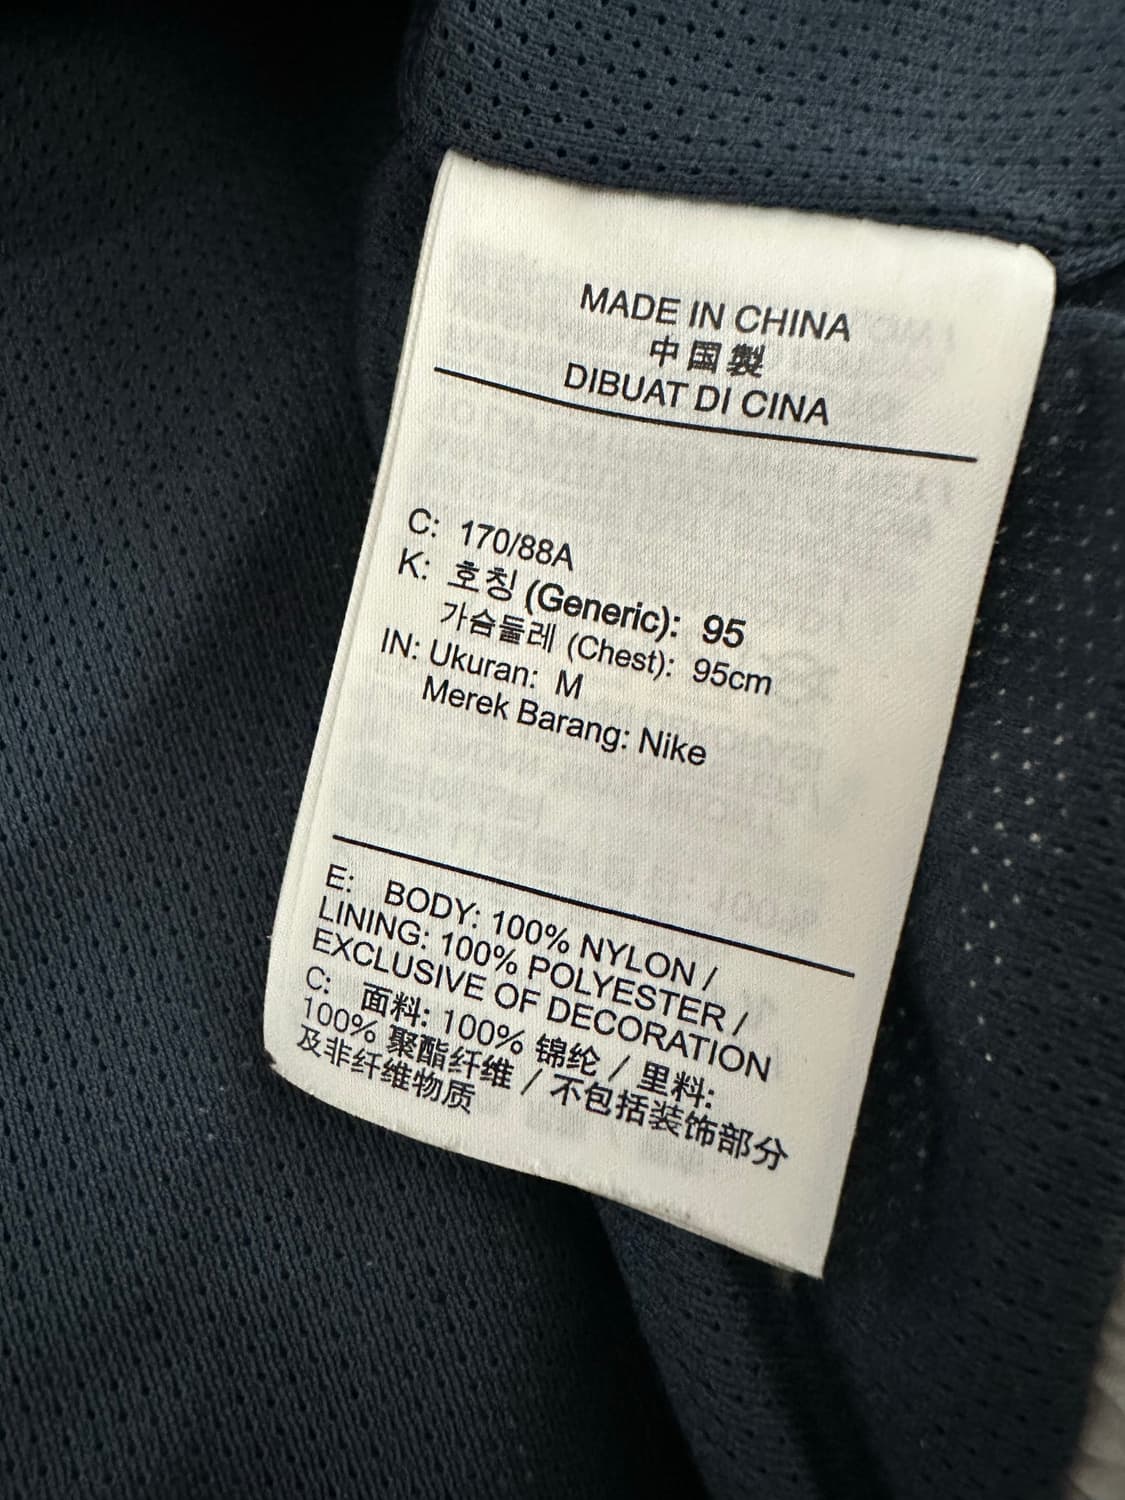 MADE IN CHINA
中国製
DIBUAT DI CINA
C: 170/88A
K: 호칭 (Generic): 95
가슴둘레 (Chest): 95cm
IN: Ukuran: M
Merek Barang: Nike
E: BODY: 100% NYLON /
LINING: 100% POLYESTER /
EXCLUSIVE OF DECORATION
C: 面料: 100% 锦纶 / 里料:
100% 聚酯纤维 / 不包括装饰部分
及非纤维物质